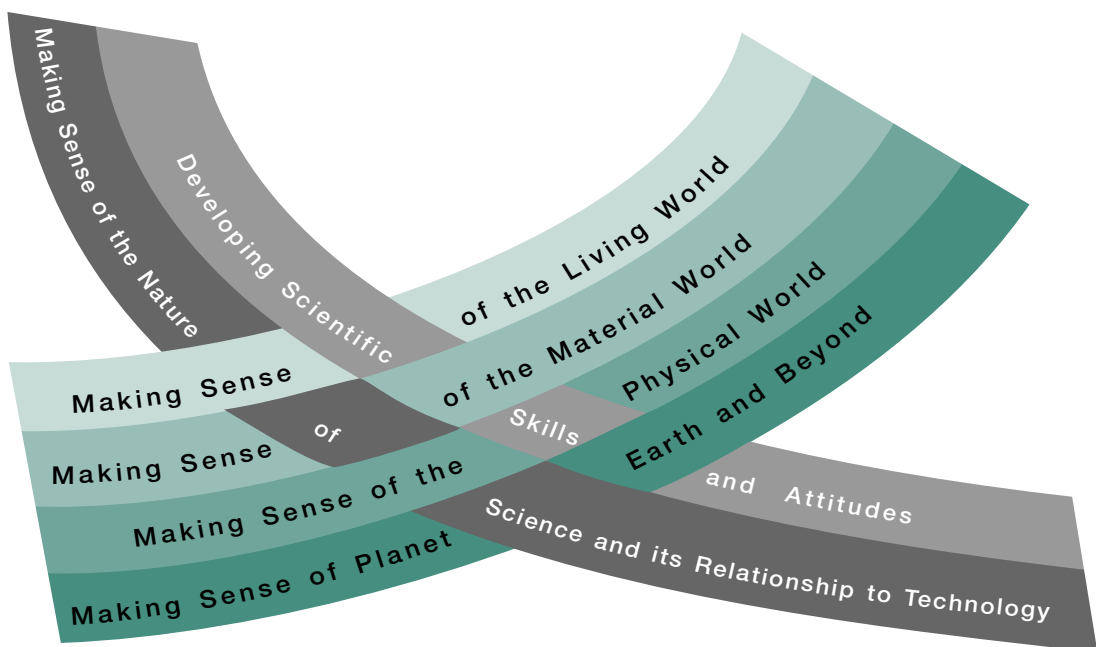 Making Sense of the Nature of Science and its Relationship to Technology
Developing Scientific Skills and Attitudes
Making Sense of the Living World
Making Sense of the Material World
Making Sense of the Physical World
Making Sense of Planet Earth and Beyond